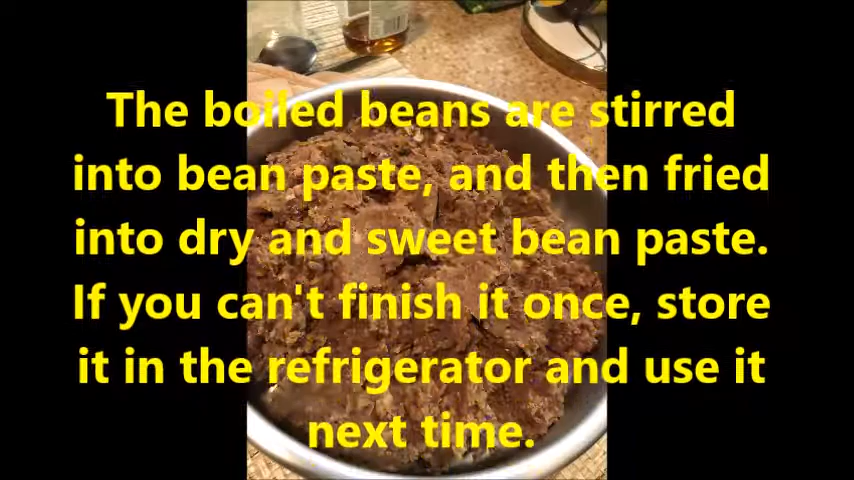 The boiled beans are stirred
into bean paste, and then fried
into dry and sweet bean paste.
If you can't finish it once, store
it in the refrigerator and use it
next time.